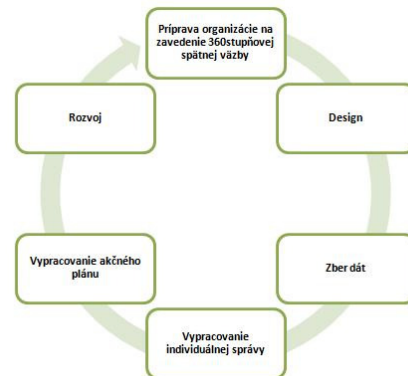 Príprava organizácie na
zavedenie 360stupňovej
spätnej väzby
Design
Zber dát
Vypracovanie
individuálnej správy
Vypracovanie akčného
plánu
Rozvoj